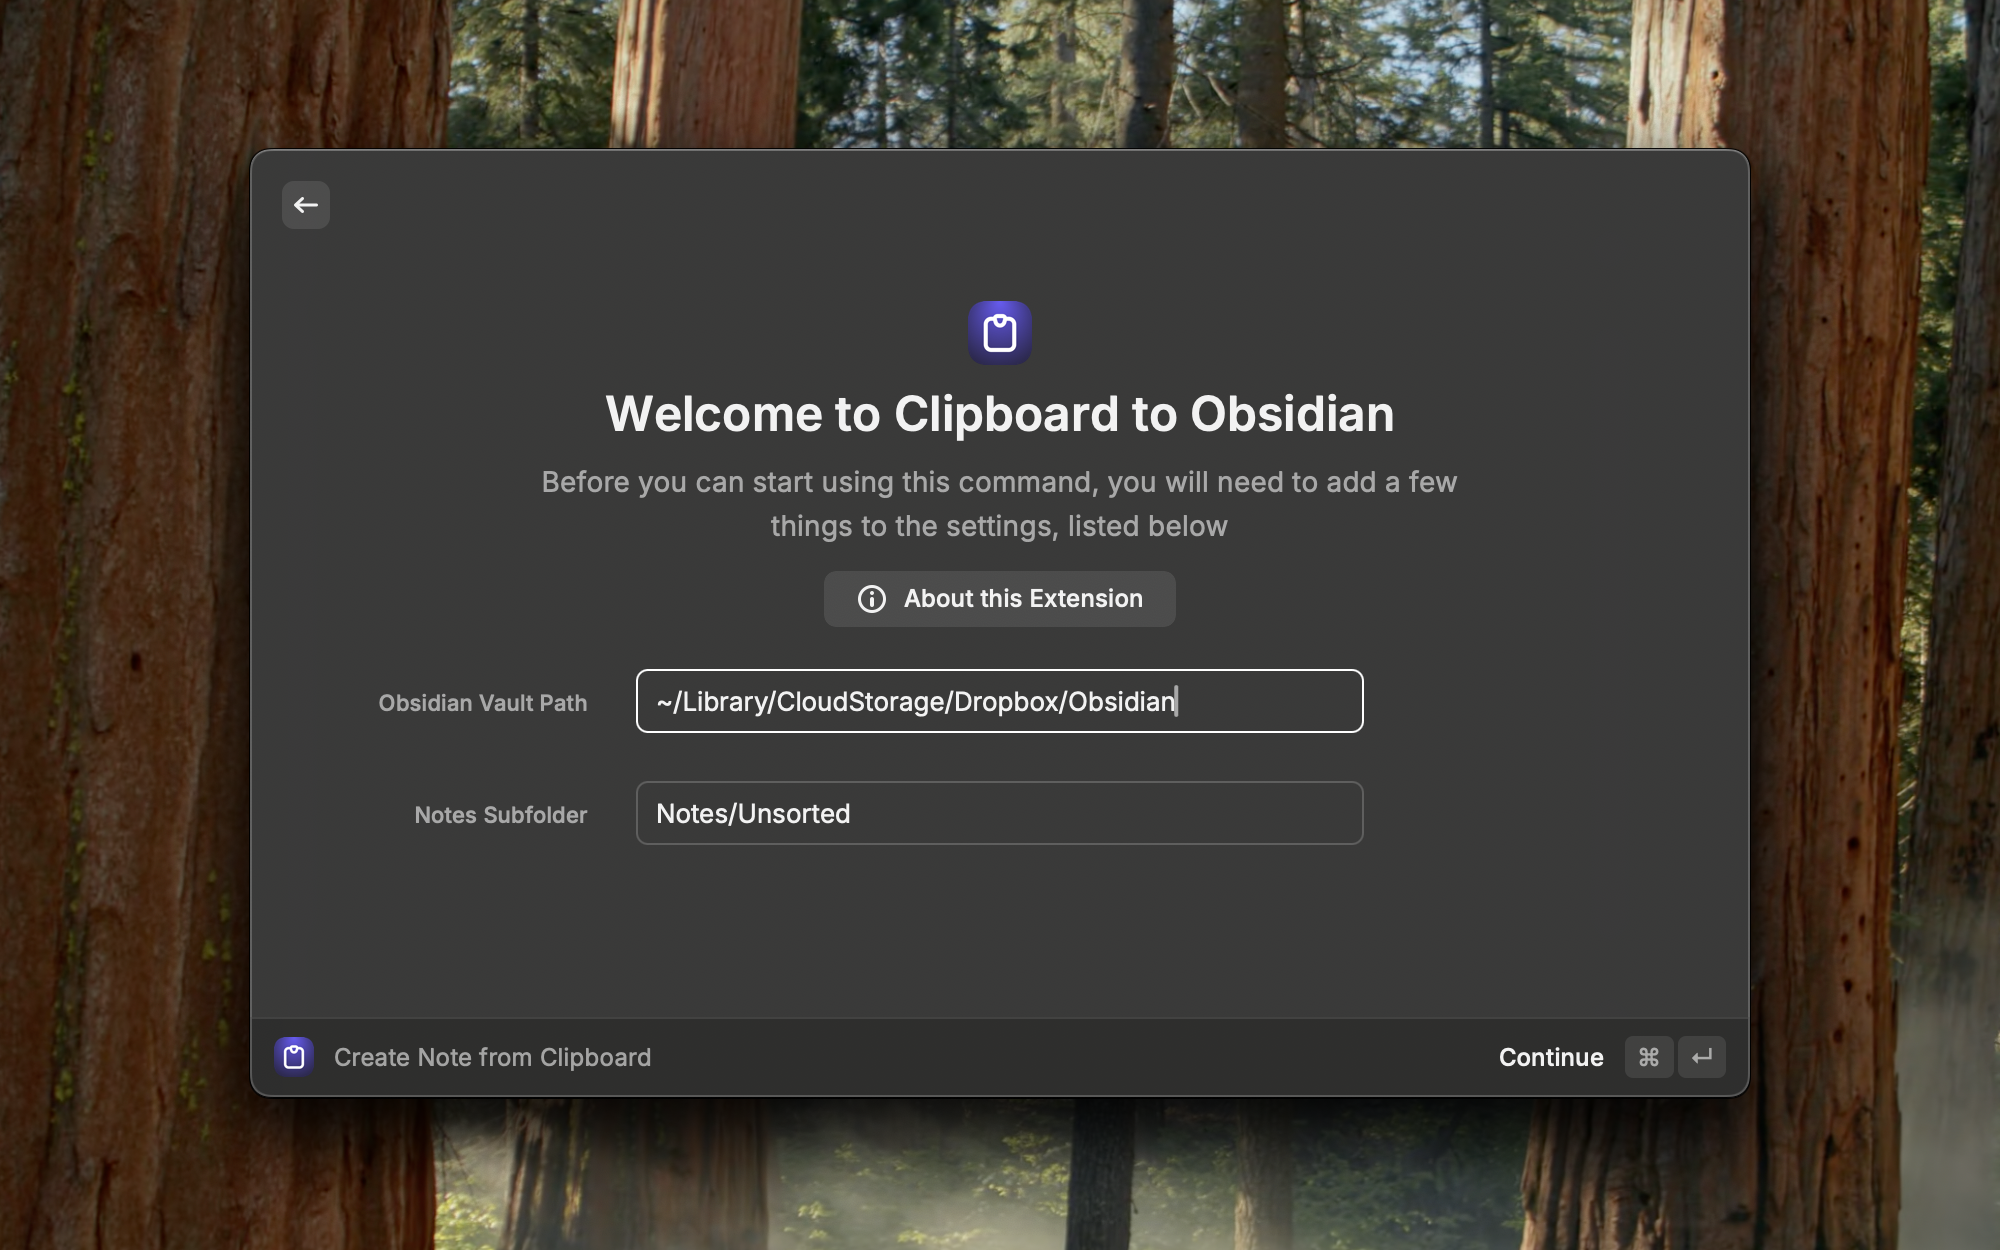 Welcome to Clipboard to Obsidian
Before you can start using this command, you will need to add a few
things to the settings, listed below
About this Extension
Obsidian Vault Path
~/Library/CloudStorage/Dropbox/Obsidian
Notes Subfolder
Notes/Unsorted
Create Note from Clipboard
Continue ⌘ ↵